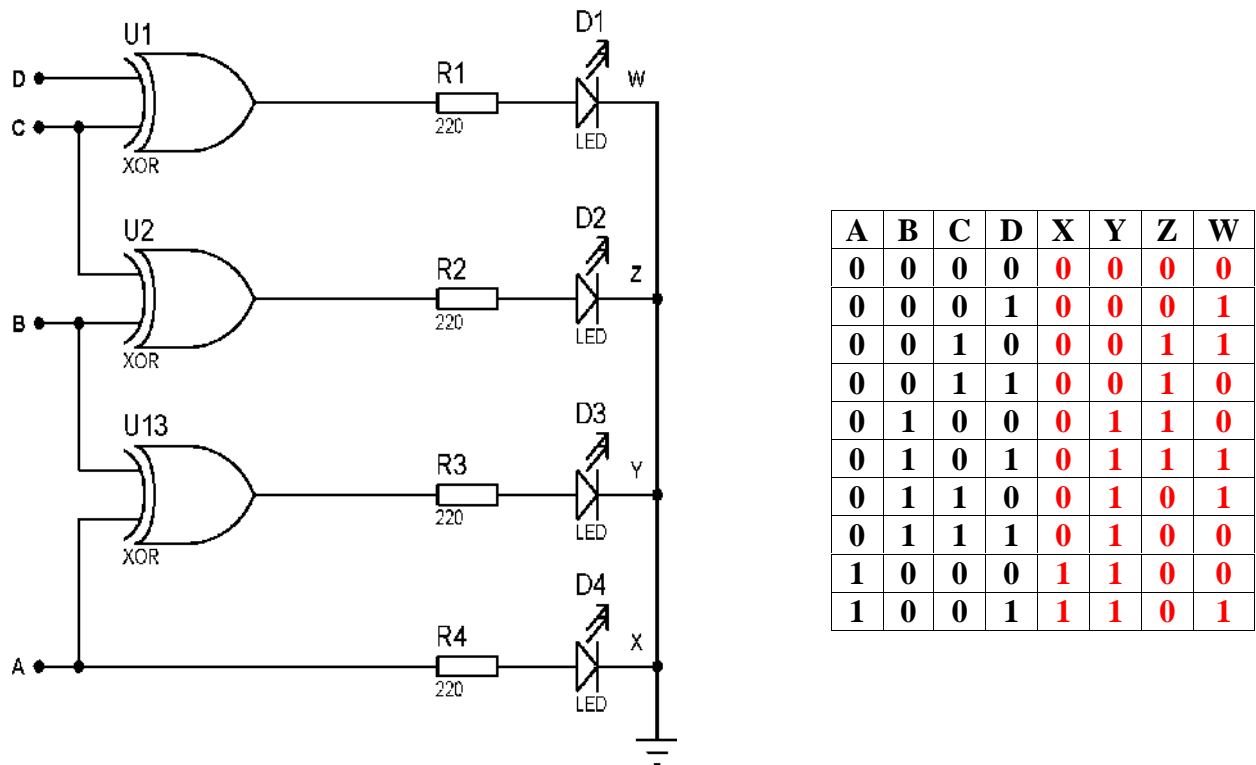 D1
U1
R1
W
D
C
220
LED
XOR
D2
U2
R2
Z
B
220
LED
XOR
D3
U13
R3
Y
220
LED
XOR
D4
R4
X
A
220
LED
A B C D X Y Z W
0 0 0 0 0 0 0 0
0 0 0 1 0 0 0 1
0 0 1 0 0 0 1 1
0 0 1 1 0 0 1 0
0 1 0 0 0 1 1 0
0 1 0 1 0 1 1 1
0 1 1 0 0 1 0 1
0 1 1 1 0 1 0 0
1 0 0 0 1 1 0 0
1 0 0 1 1 1 0 1